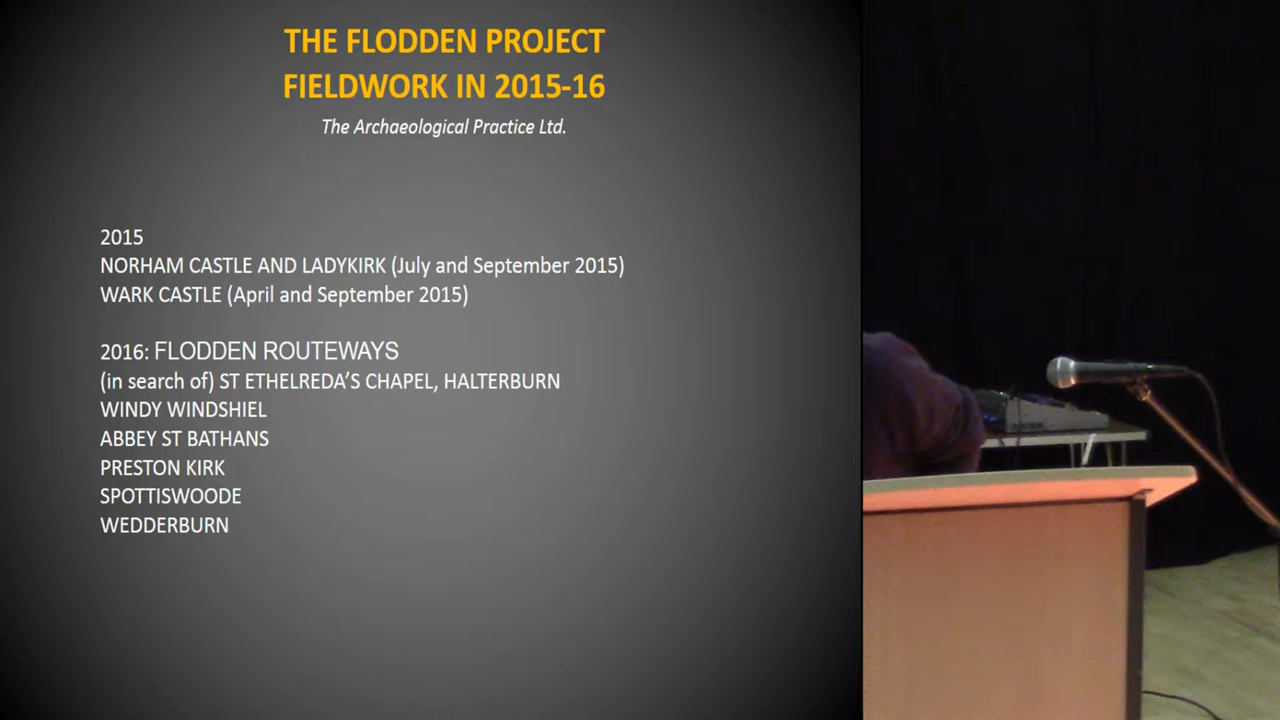 THE FLODDEN PROJECT
FIELDWORK IN 2015-16
The Archaeological Practice Ltd.
2015
NORHAM CASTLE AND LADYKIRK (July and September 2015)
WARK CASTLE (April and September 2015)
2016: FLODDEN ROUTEWAYS
(in search of) ST ETHELREDA'S CHAPEL, HALTERBURN
WINDY WINDSHIEL
ABBEY ST BATHANS
PRESTON KIRK
SPOTTISWOODE
WEDDERBURN